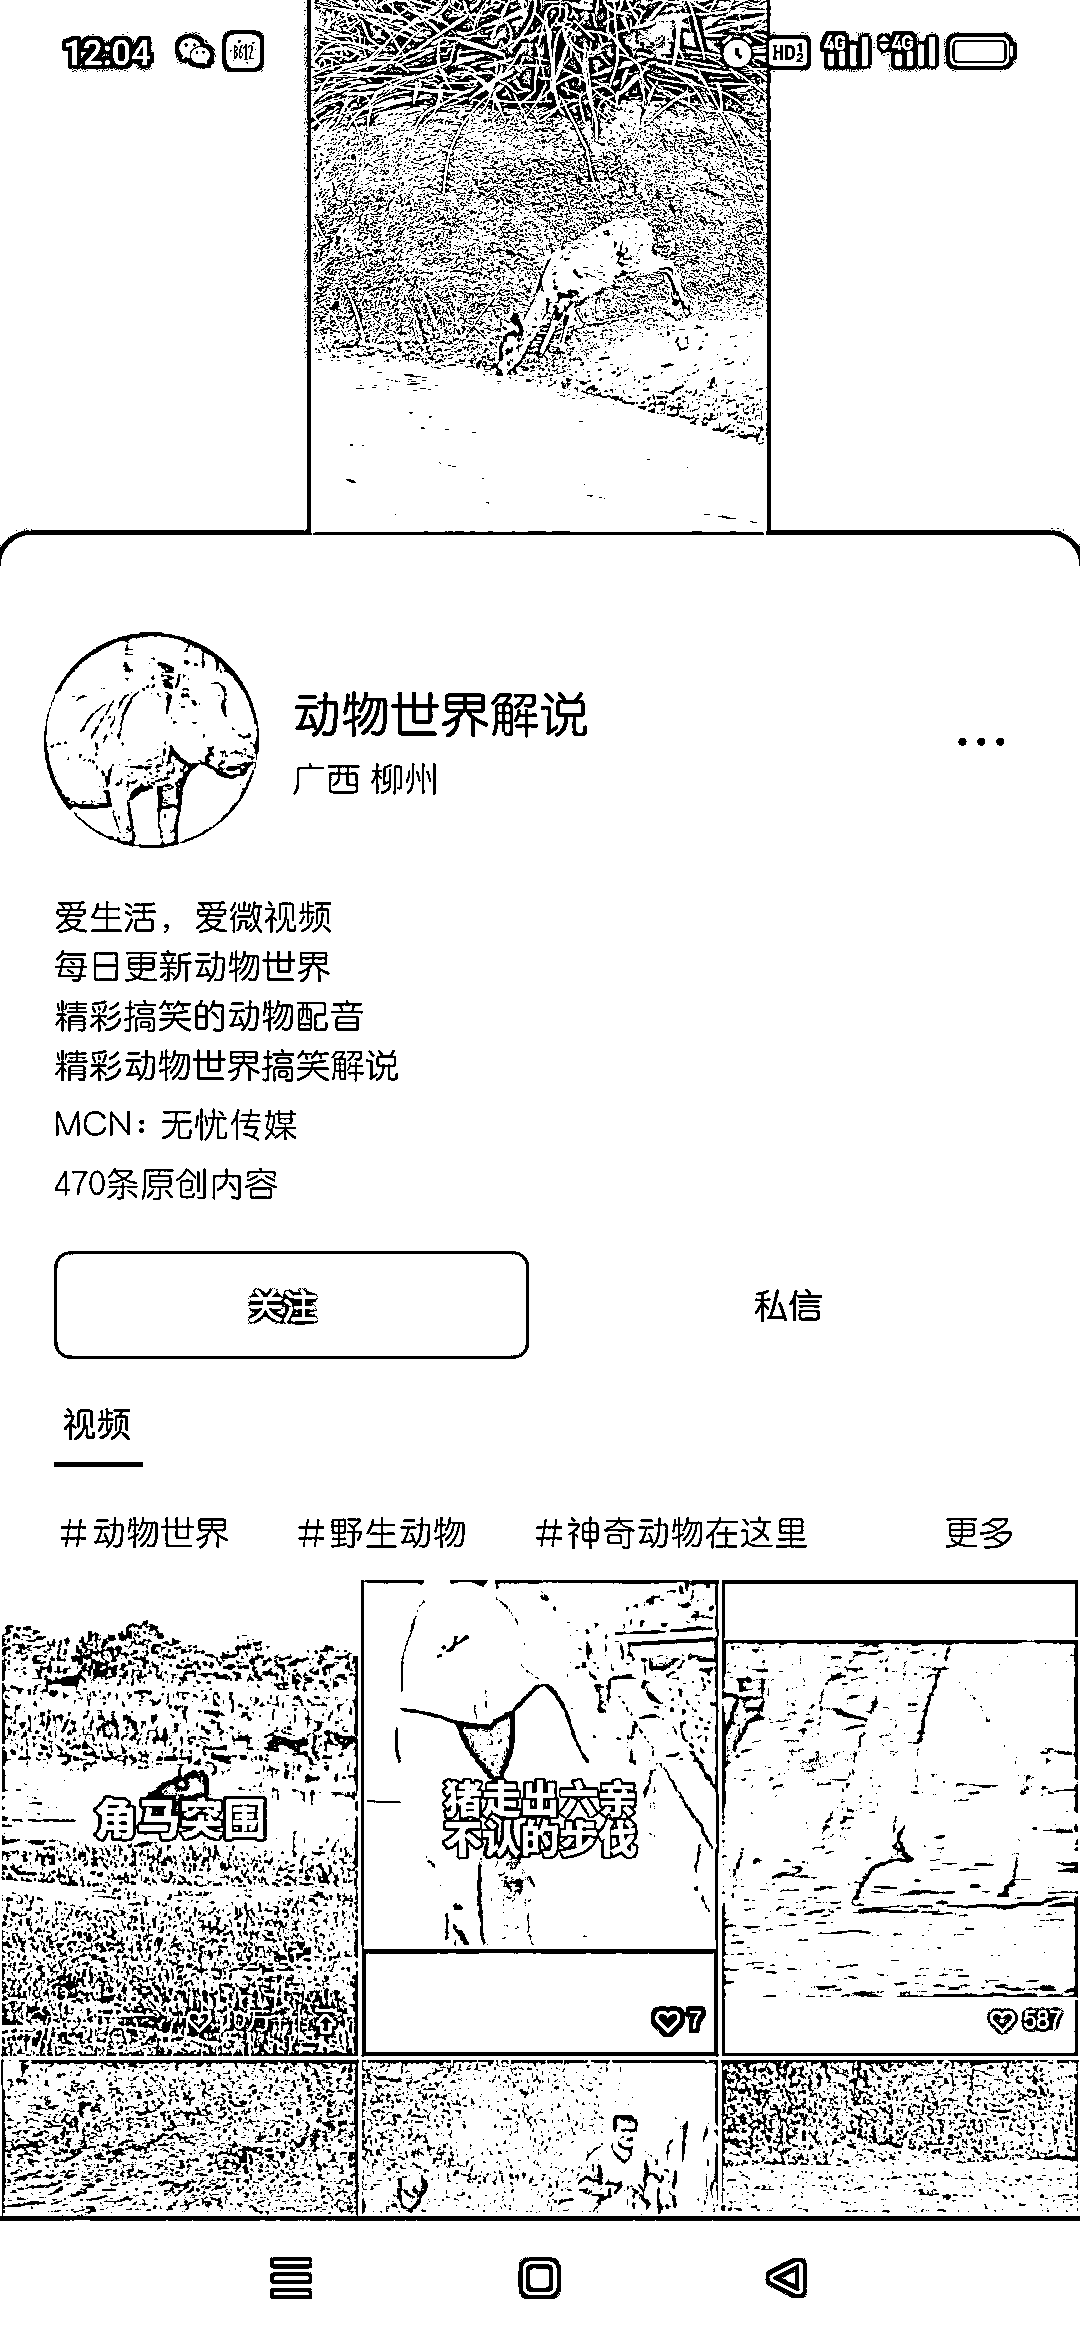 12:04
HD 4G 4G
动物世界解说
广西 柳州
爱生活，爱微视频
每日更新动物世界
精彩搞笑的动物配音
精彩动物世界搞笑解说
MCN：无忧传媒
470条原创内容
关注 私信
视频
#动物世界 #野生动物 #神奇动物在这里 更多
角马突围
猪走出六亲
不认的步伐
7 587